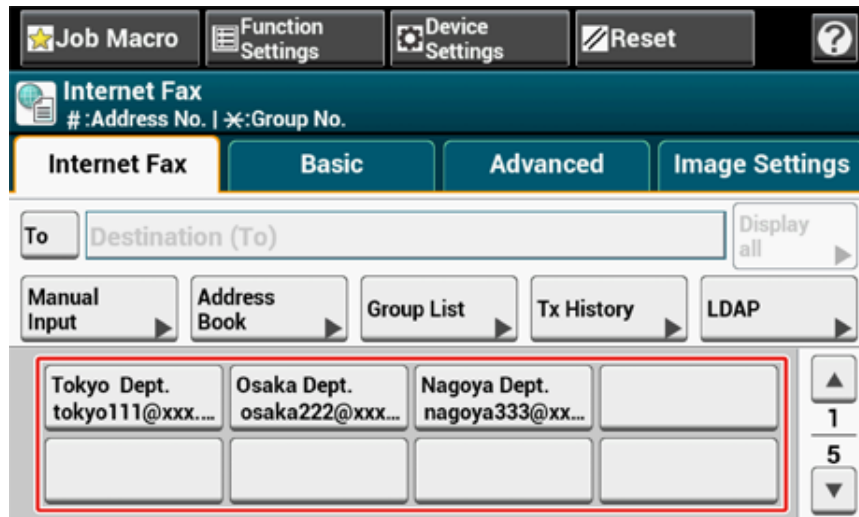 Job Macro
Function
Settings
Device
Settings
Reset
?
Internet Fax
#:Address No. | ⚹:Group No.
Internet Fax
Basic
Advanced
Image Settings
To
Destination (To)
Display
all
Manual
Input
Address
Book
Group List
Tx History
LDAP
Tokyo Dept.
tokyo111@xxx....
Osaka Dept.
osaka222@xxx...
Nagoya Dept.
nagoya333@xx...
1
5